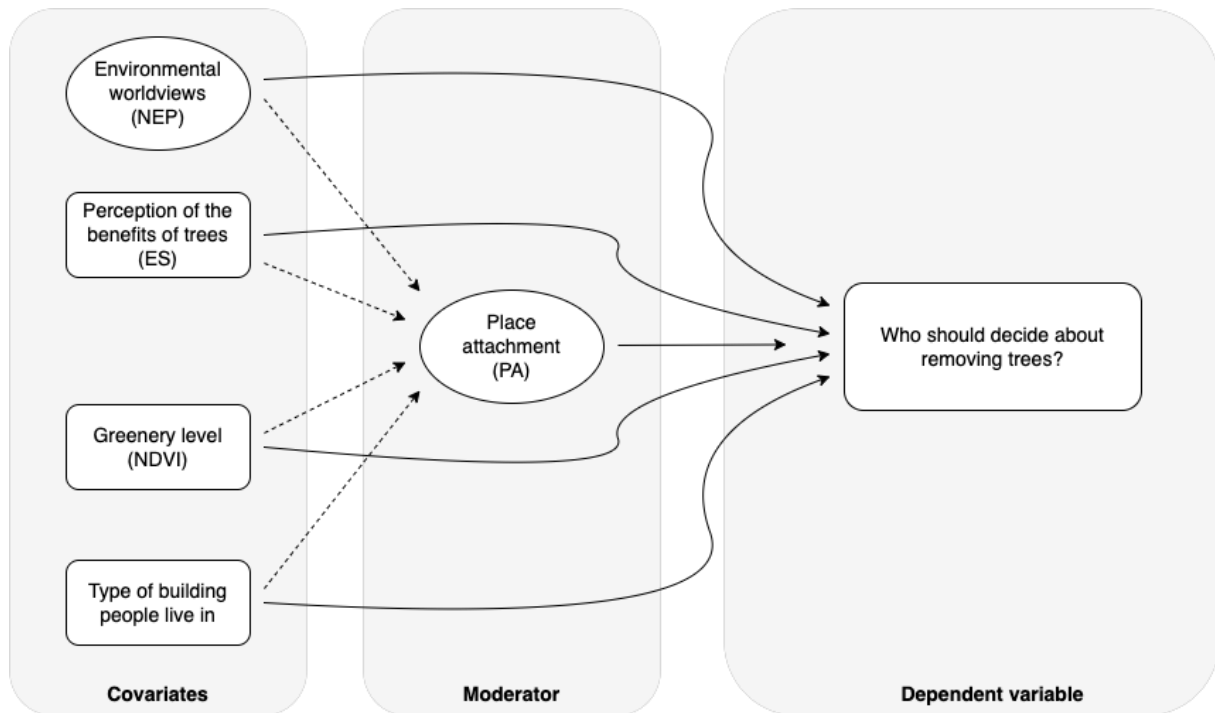 Environmental
worldviews
(NEP)
Perception of the
benefits of trees
(ES)
Greenery level
(NDVI)
Type of building
people live in
Covariates
Place
attachment
(PA)
Moderator
Who should decide about
removing trees?
Dependent variable